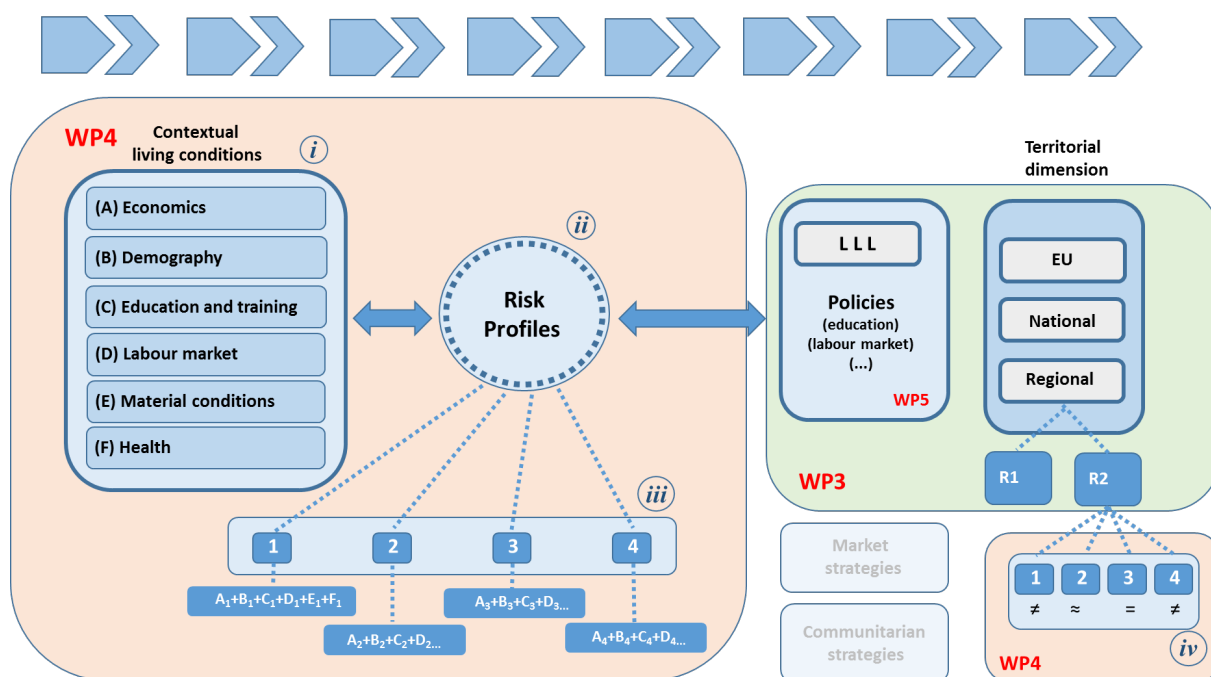 WP4
Contextual
living conditions
i
(A) Economics
(B) Demography
(C) Education and training
(D) Labour market
(E) Material conditions
(F) Health
ii
Risk
Profiles
iii
1
2
3
4
A₁+B₁+C₁+D₁+E₁+F₁
A₂+B₂+C₂+D₂...
A₃+B₃+C₃+D₃...
A₄+B₄+C₄+D₄...
Territorial
dimension
L L L
Policies
(education)
(labour market)
(...)
WP5
EU
National
Regional
WP3
R1
R2
Market
strategies
Communitarian
strategies
1 2 3 4
≠ ≈ = ≠
iv
WP4